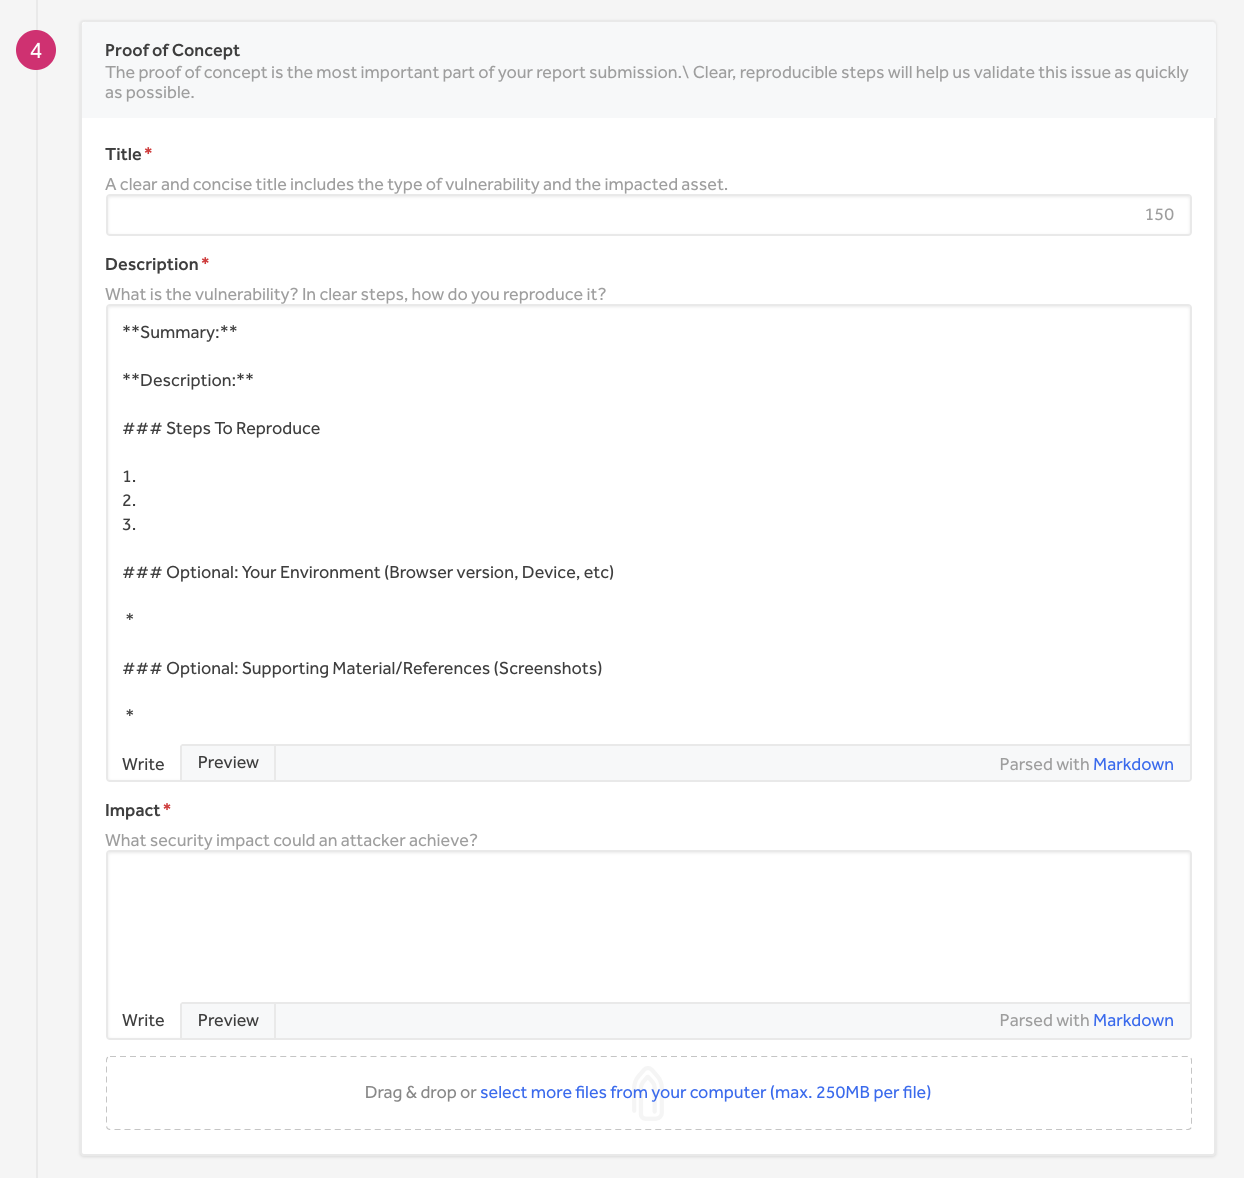 4
Proof of Concept
The proof of concept is the most important part of your report submission.\ Clear, reproducible steps will help us validate this issue as quickly
as possible.
Title*
A clear and concise title includes the type of vulnerability and the impacted asset.
150
Description*
What is the vulnerability? In clear steps, how do you reproduce it?
**Summary:**
**Description:**
### Steps To Reproduce
1.
2.
3.
### Optional: Your Environment (Browser version, Device, etc)
*
### Optional: Supporting Material/References (Screenshots)
*
Write Preview Parsed with Markdown
Impact*
What security impact could an attacker achieve?
Write Preview Parsed with Markdown
Drag & drop or select more files from your computer (max. 250MB per file)